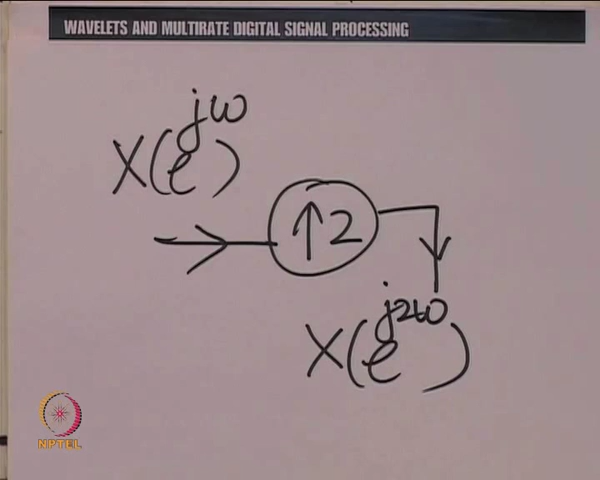 WAVELETS AND MULTIRATE DIGITAL SIGNAL PROCESSING
X(e^{jω})
↑2
X(e^{j2ω})
NPTEL